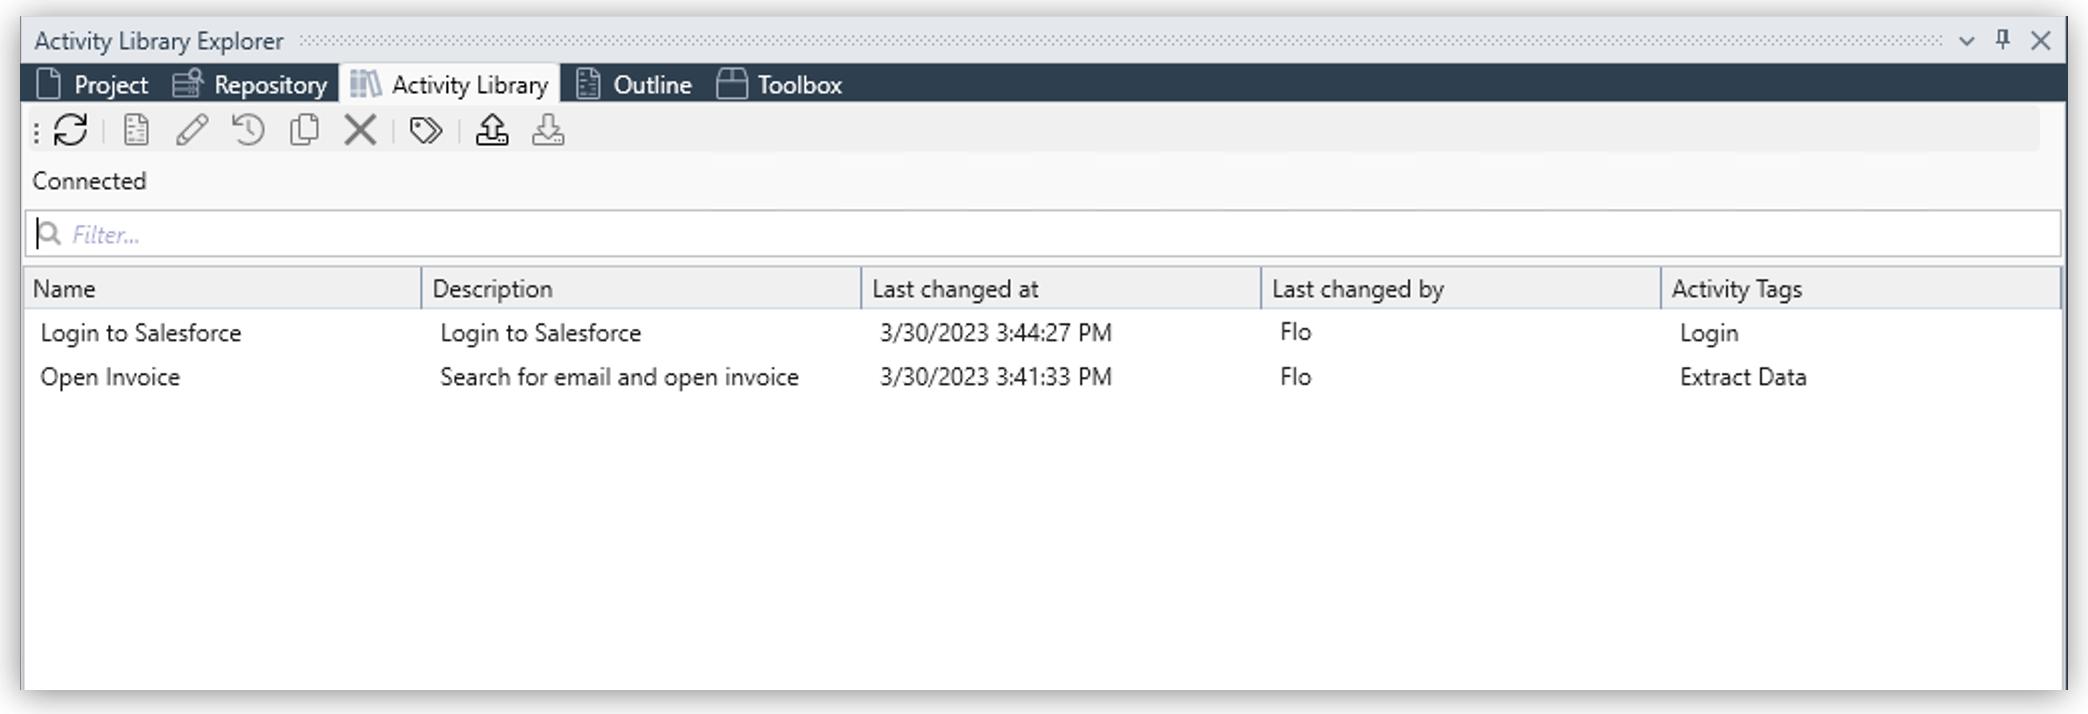 Activity Library Explorer
Project Repository Activity Library Outline Toolbox
Connected
Filter...
Name Description Last changed at Last changed by Activity Tags
Login to Salesforce Login to Salesforce 3/30/2023 3:44:27 PM Flo Login
Open Invoice Search for email and open invoice 3/30/2023 3:41:33 PM Flo Extract Data